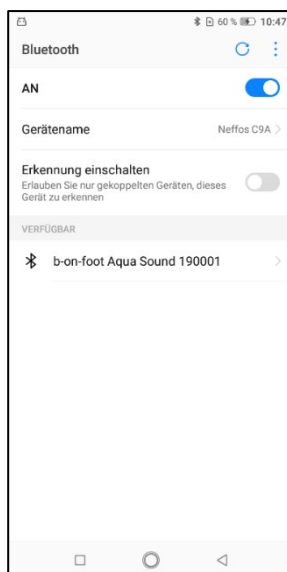 60 % 10:47
Bluetooth
AN
Gerätename Neffos C9A
Erkennung einschalten
Erlauben Sie nur gekoppelten Geräten, dieses
Gerät zu erkennen
VERFÜGBAR
b-on-foot Aqua Sound 190001